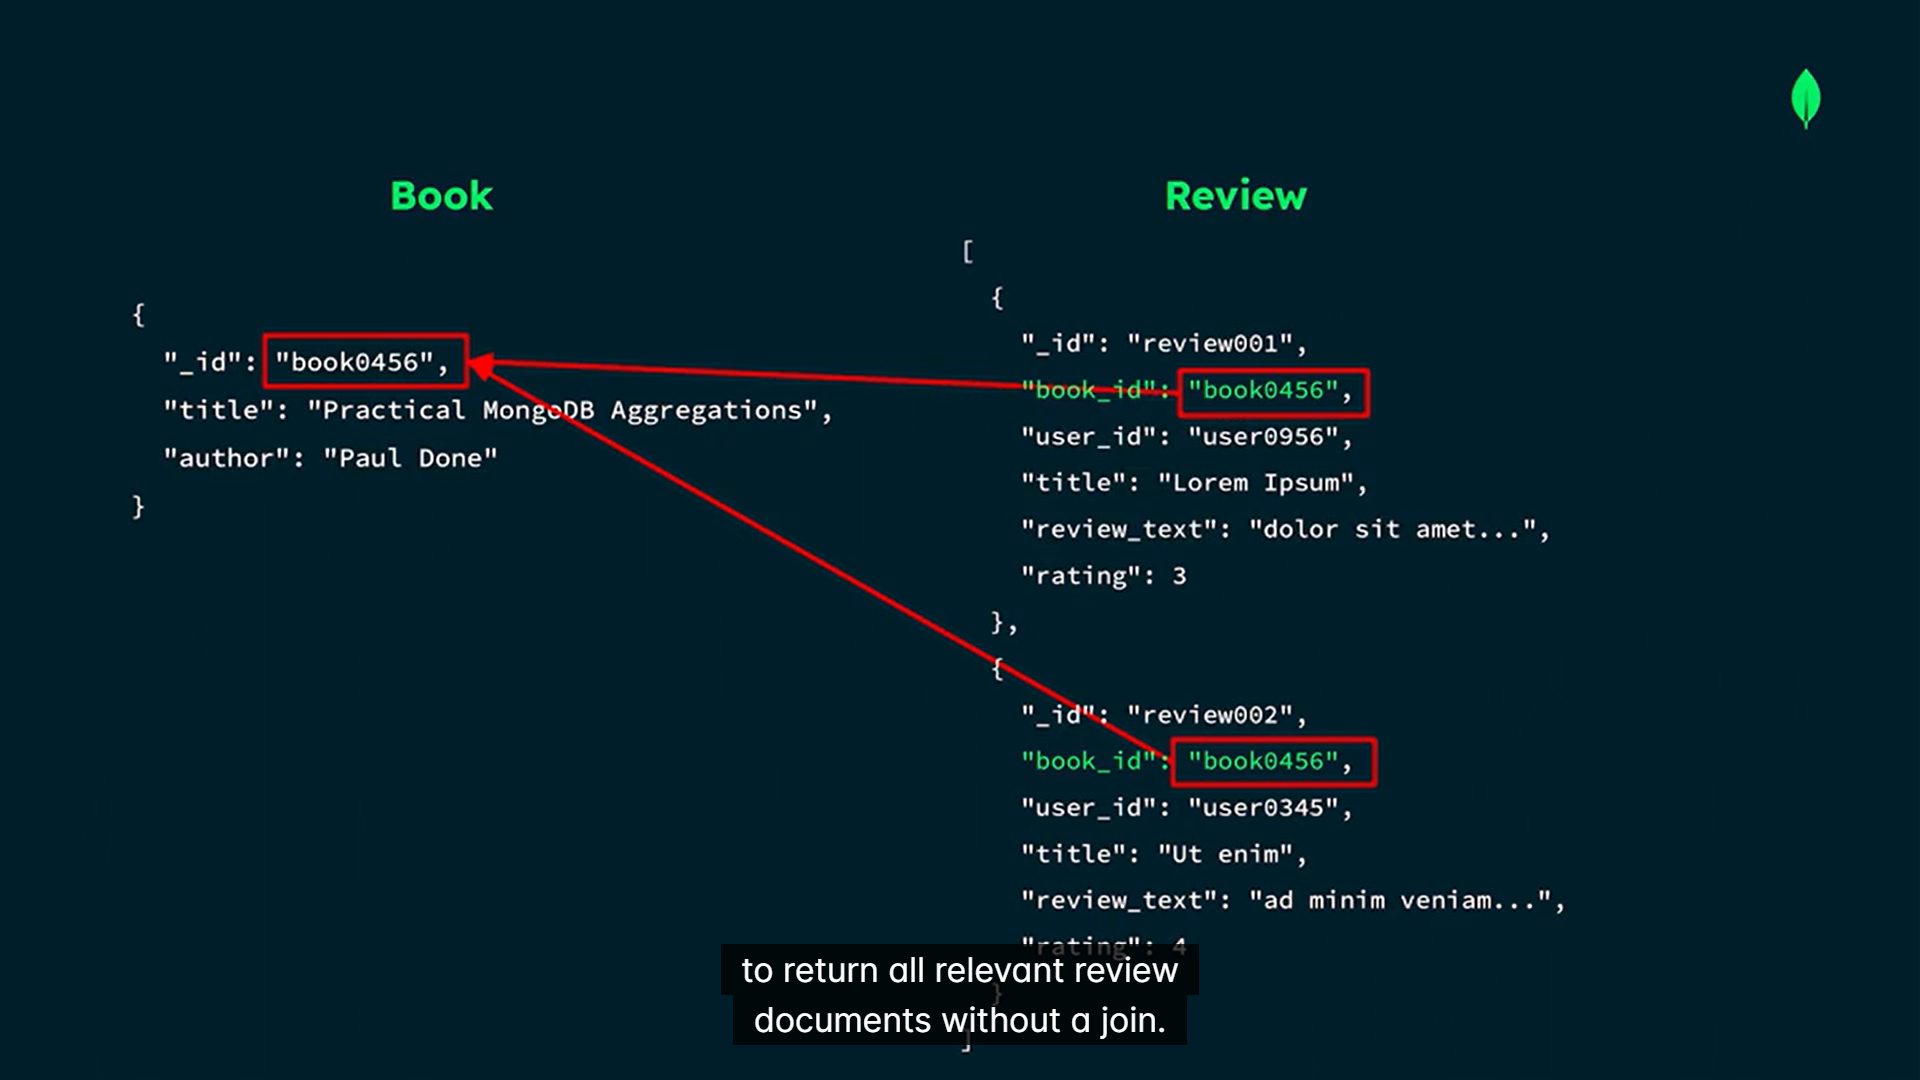 Book
{
"_id": "book0456",
"title": "Practical MongoDB Aggregations",
"author": "Paul Done"
}
Review
[
{
"_id": "review001",
"book_id": "book0456",
"user_id": "user0956",
"title": "Lorem Ipsum",
"review_text": "dolor sit amet...",
"rating": 3
},
{
"_id": "review002",
"book_id": "book0456",
"user_id": "user0345",
"title": "Ut enim",
"review_text": "ad minim veniam...",
"rating": 4
}
]
to return all relevant review
documents without a join.